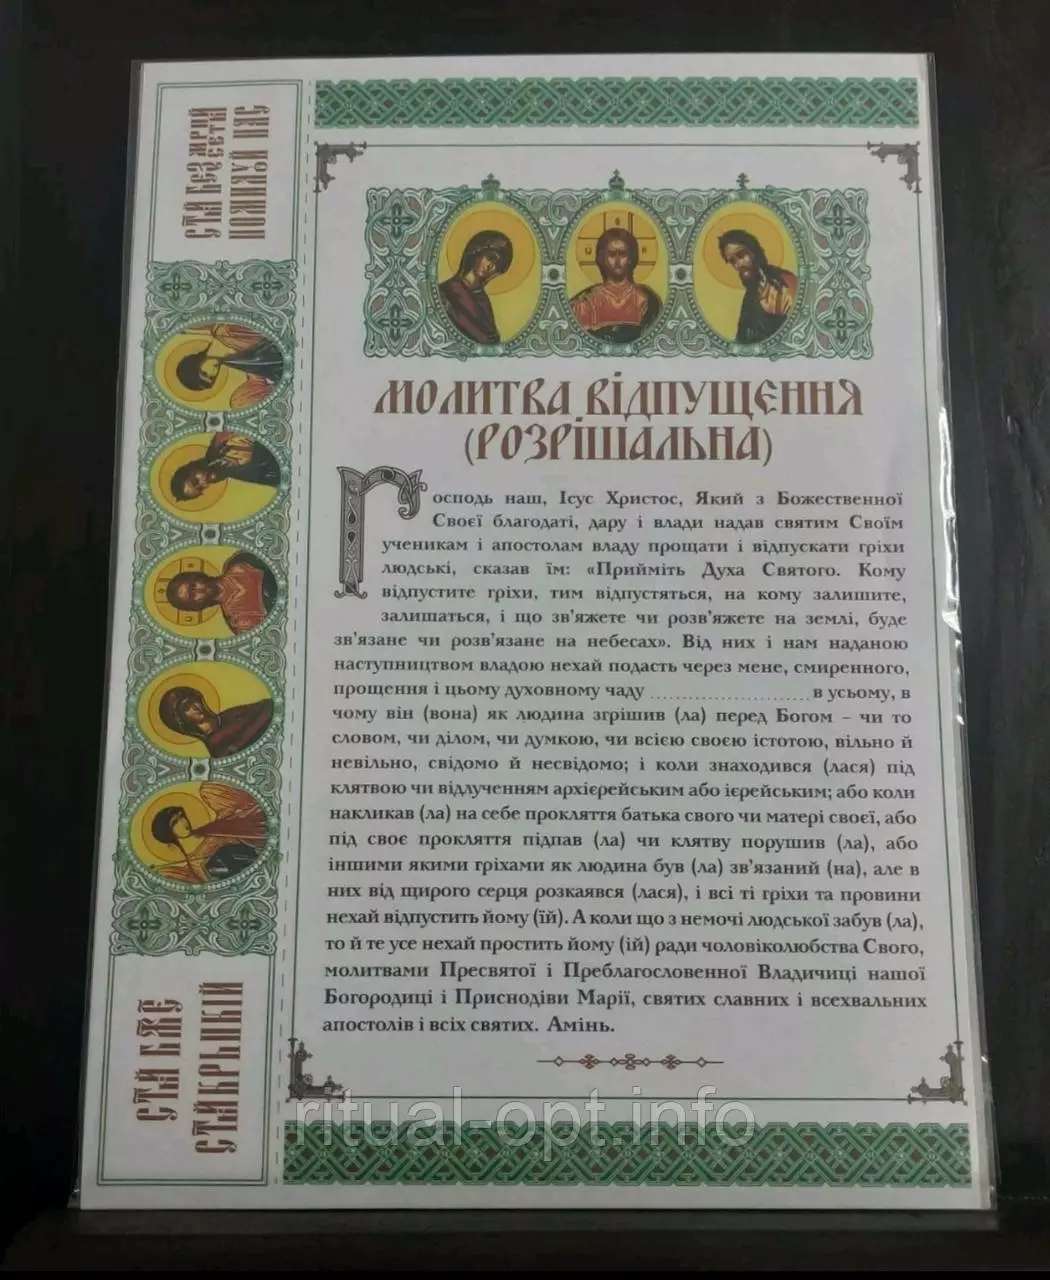 СТЫЙ БЖЕ
СТЫЙ КРЬПКИЙ
МОЛИТВА ВІДПУЩЕННЯ
(РОЗРІШАЛЬНА)
Господь наш, Ісус Христос, Який з Божественної
Своєї благодаті, дару і влади надав святим Своїм
ученикам і апостолам владу прощати і відпускати гріхи
людські, сказав їм: «Прийміть Духа Святого. Кому
відпустите гріхи, тим відпустяться, на кому залишите,
залишаться, і що зв'яжете чи розв'яжете на землі, буде
зв'язане чи розв'язане на небесах». Від них і нам наданою
наступництвом владою нехай подасть через мене, смиренного,
прощення і цьому духовному чаду ........................ в усьому, в
чому він (вона) як людина згрішив (ла) перед Богом – чи то
словом, чи ділом, чи думкою, чи всією своєю істотою, вільно й
невільно, свідомо й несвідомо; і коли знаходився (лася) під
клятвою чи відлученням архієрейським або ієрейським; або коли
накликав (ла) на себе прокляття батька свого чи матері своєї, або
під своє прокляття підпав (ла) чи клятву порушив (ла), або
іншими якими гріхами як людина був (ла) зв'язаний (на), але в
них від щирого серця розкаявся (лася), і всі ті гріхи та провини
нехай відпустить йому (їй). А коли що з немочі людської забув (ла),
то й те усе нехай простить йому (ій) ради чоловіколюбства Свого,
молитвами Пресвятої і Преблагословенної Владичиці нашої
Богородиці і Приснодіви Марії, святих славних і всехвальних
апостолів і всіх святих. Амінь.
ritual-opt.info